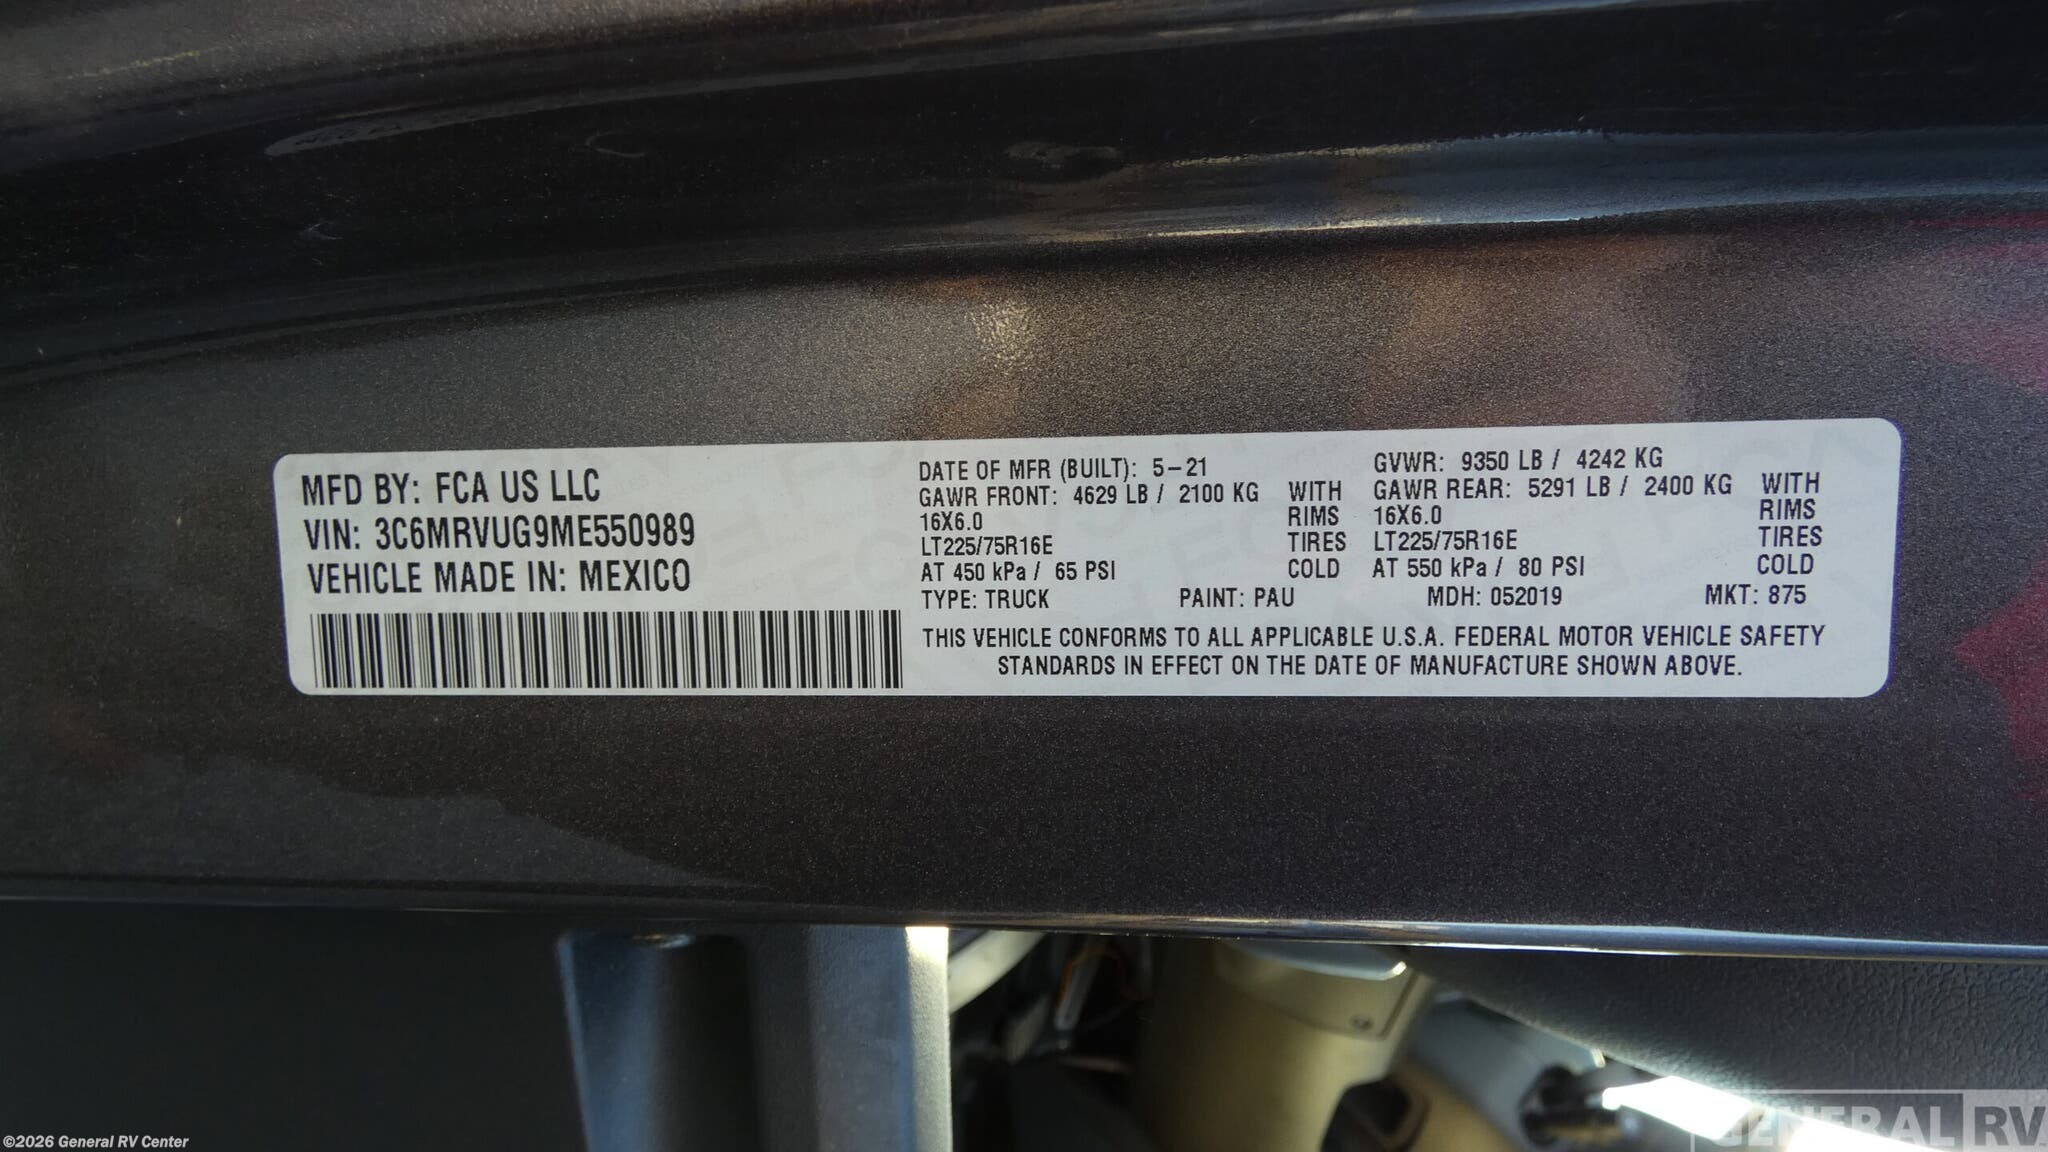 MFD BY: FCA US LLC
VIN: 3C6MRVUG9ME550989
VEHICLE MADE IN: MEXICO
DATE OF MFR (BUILT): 5-21 GVWR: 9350 LB / 4242 KG
GAWR FRONT: 4629 LB / 2100 KG WITH GAWR REAR: 5291 LB / 2400 KG WITH
16X6.0 RIMS 16X6.0 RIMS
LT225/75R16E TIRES LT225/75R16E TIRES
AT 450 kPa / 65 PSI COLD AT 550 kPa / 80 PSI COLD
TYPE: TRUCK PAINT: PAU MDH: 052019 MKT: 875
THIS VEHICLE CONFORMS TO ALL APPLICABLE U.S.A. FEDERAL MOTOR VEHICLE SAFETY
STANDARDS IN EFFECT ON THE DATE OF MANUFACTURE SHOWN ABOVE.
©2026 General RV Center
GENERAL RV